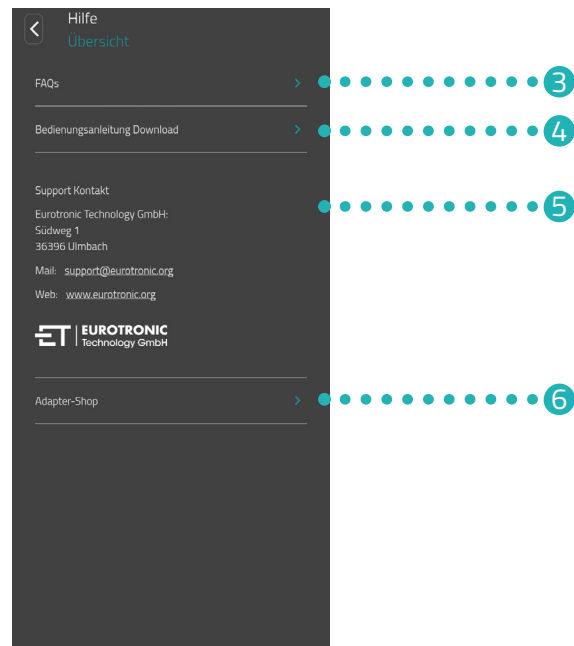 Hilfe
Übersicht
FAQs
3
Bedienungsanleitung Download
4
Support Kontakt
5
Eurotronic Technology GmbH:
Südweg 1
36396 Ulmbach
Mail: support@eurotronic.org
Web: www.eurotronic.org
ET EUROTRONIC
Technology GmbH
Adapter-Shop
6